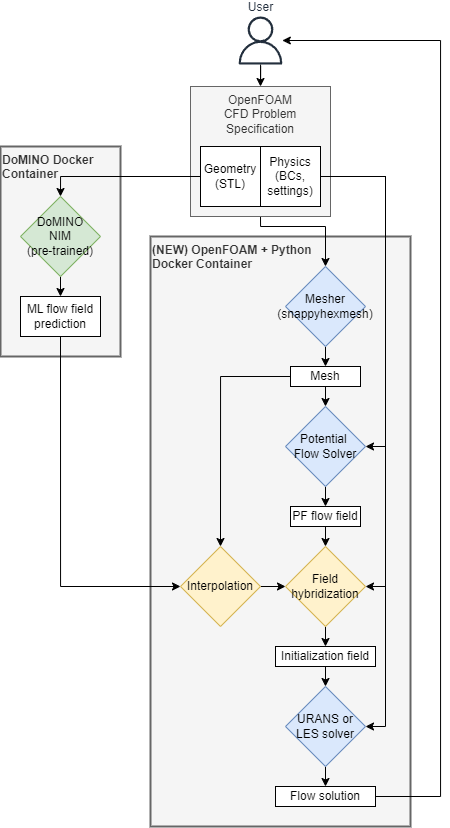 User
OpenFOAM
CFD Problem
Specification
Geometry
(STL)
Physics
(BCs,
settings)
DoMINO Docker
Container
DoMINO
NIM
(pre-trained)
ML flow field
prediction
(NEW) OpenFOAM + Python
Docker Container
Mesher
(snappyhexmesh)
Mesh
Potential
Flow Solver
PF flow field
Interpolation
Field
hybridization
Initialization field
URANS or
LES solver
Flow solution